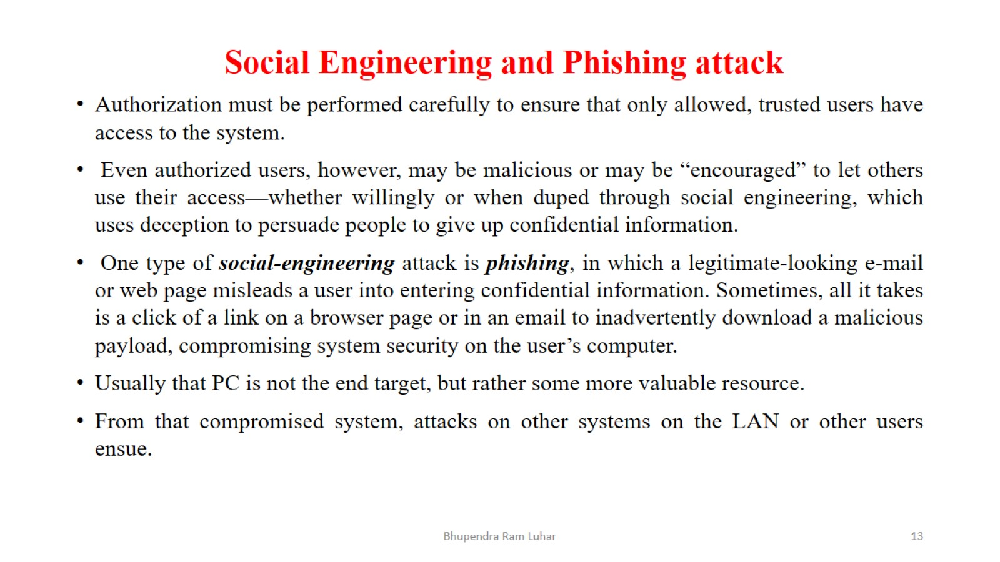 Social Engineering and Phishing attack
• Authorization must be performed carefully to ensure that only allowed, trusted users have
access to the system.
• Even authorized users, however, may be malicious or may be “encouraged” to let others
use their access—whether willingly or when duped through social engineering, which
uses deception to persuade people to give up confidential information.
• One type of social-engineering attack is phishing, in which a legitimate-looking e-mail
or web page misleads a user into entering confidential information. Sometimes, all it takes
is a click of a link on a browser page or in an email to inadvertently download a malicious
payload, compromising system security on the user’s computer.
• Usually that PC is not the end target, but rather some more valuable resource.
• From that compromised system, attacks on other systems on the LAN or other users
ensue.
Bhupendra Ram Luhar
13